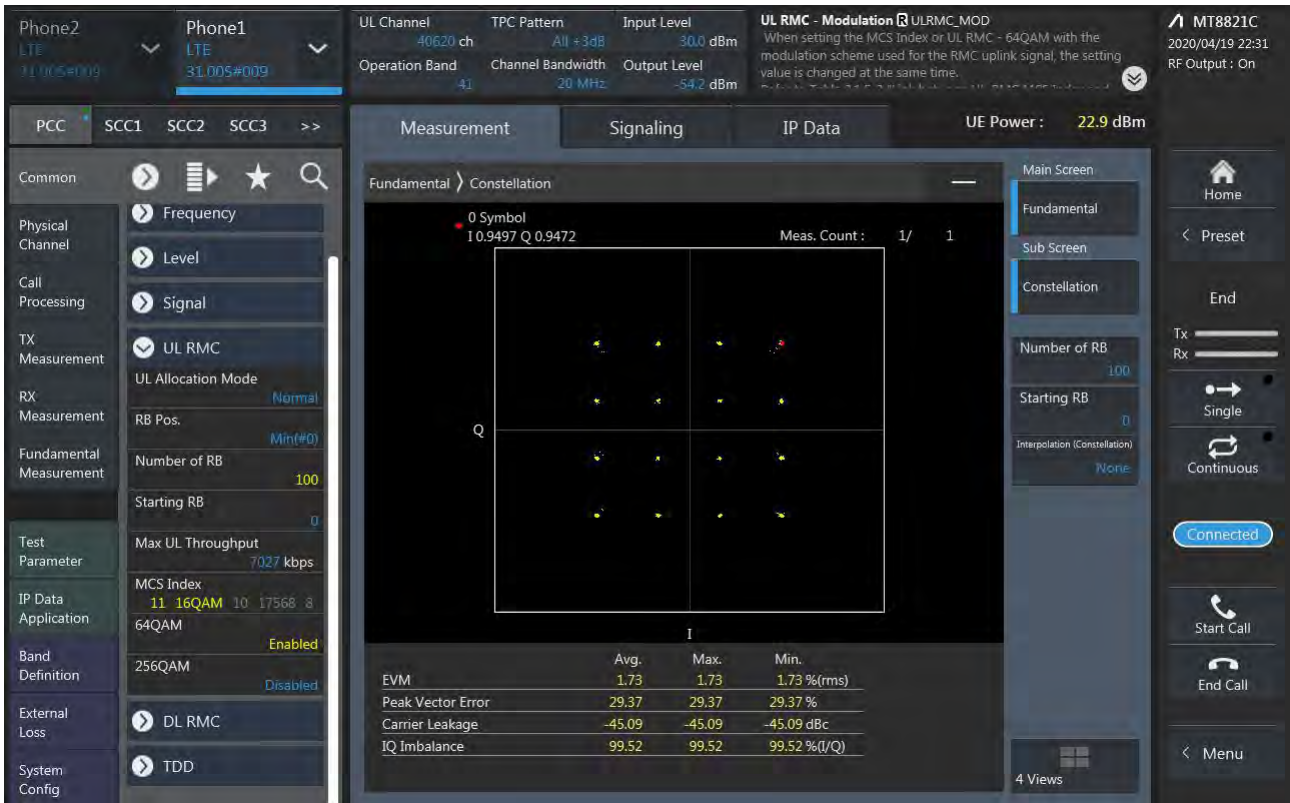 Phone2
LTE
31.005#009
Phone1
LTE
31.005#009
UL Channel
40620 ch
Operation Band
41
TPC Pattern
All +3dB
Channel Bandwidth
20 MHz
Input Level
30.0 dBm
Output Level
-54.2 dBm
UL RMC - Modulation R ULRMC_MOD
When setting the MCS Index or UL RMC - 64QAM with the
modulation scheme used for the RMC uplink signal, the setting
value is changed at the same time.
MT8821C
2020/04/19 22:31
RF Output : On
PCC SCC1 SCC2 SCC3 >>
Measurement Signaling IP Data
UE Power : 22.9 dBm
Common
Physical
Channel
Call
Processing
TX
Measurement
RX
Measurement
Fundamental
Measurement
Test
Parameter
IP Data
Application
Band
Definition
External
Loss
System
Config
Frequency
Level
Signal
UL RMC
UL Allocation Mode
Normal
RB Pos.
Min(#0)
Number of RB
100
Starting RB
0
Max UL Throughput
7027 kbps
MCS Index
11 16QAM 10 17568 8
64QAM
Enabled
256QAM
Disabled
DL RMC
TDD
Fundamental Constellation
0 Symbol
I 0.9497 Q 0.9472
Meas. Count : 1/ 1
Q
I
Avg. Max. Min.
EVM 1.73 1.73 1.73 %(rms)
Peak Vector Error 29.37 29.37 29.37 %
Carrier Leakage -45.09 -45.09 -45.09 dBc
IQ Imbalance 99.52 99.52 99.52 %(I/Q)
Main Screen
Fundamental
Sub Screen
Constellation
Number of RB
100
Starting RB
0
Interpolation (Constellation)
None
4 Views
Home
< Preset
End
Tx
Rx
Single
Continuous
Connected
Start Call
End Call
< Menu